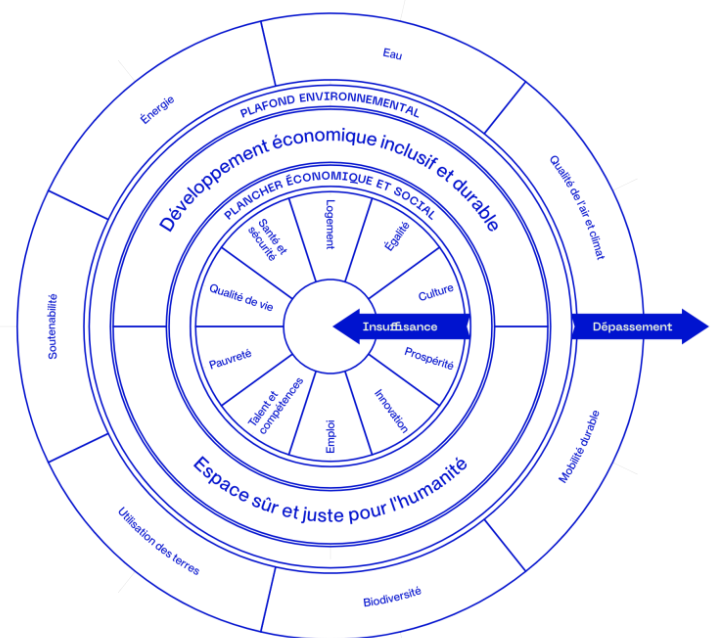 Eau
Qualité de l'air et climat
Mobilité durable
Biodiversité
Utilisation des terres
Soutenabilité
Énergie
PLAFOND ENVIRONNEMENTAL
Développement économique inclusif et durable
PLANCHER ÉCONOMIQUE ET SOCIAL
Logement
Égalité
Culture
Prospérité
Innovation
Emploi
Talent et
compétences
Pauvreté
Qualité de vie
Santé et
sécurité
Insuffisance
Dépassement
Espace sûr et juste pour l'humanité